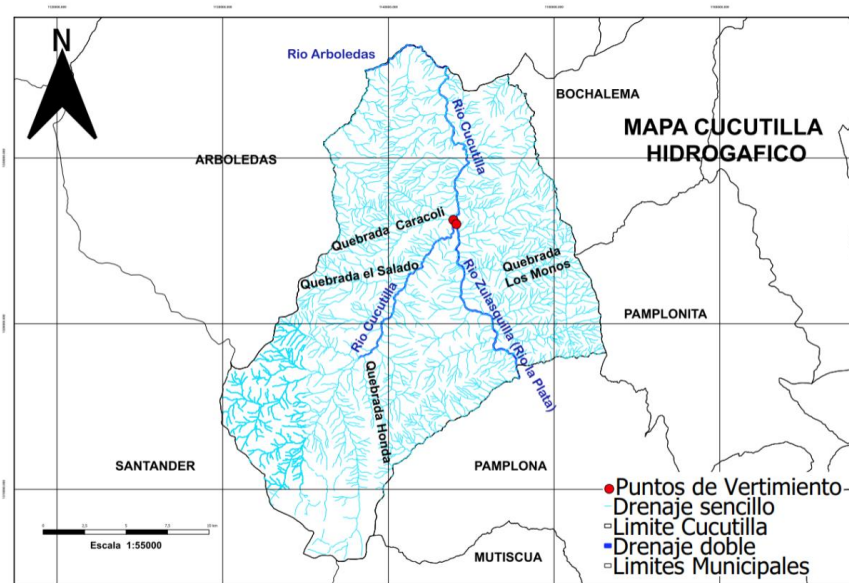 N
Rio Arboledas
BOCHALEMA
Rio Cucutilla
MAPA CUCUTILLA
HIDROGAFICO
ARBOLEDAS
Quebrada Caracoli
Quebrada
Los Monos
Quebrada el Salado
Rio Zulasquilla (Rio la Plata)
Rio Cucutilla
PAMPLONITA
Quebrada Honda
SANTANDER
PAMPLONA
Puntos de Vertimiento
Drenaje sencillo
Limite Cucutilla
Drenaje doble
Limites Municipales
Escala 1:55000
MUTISCUA